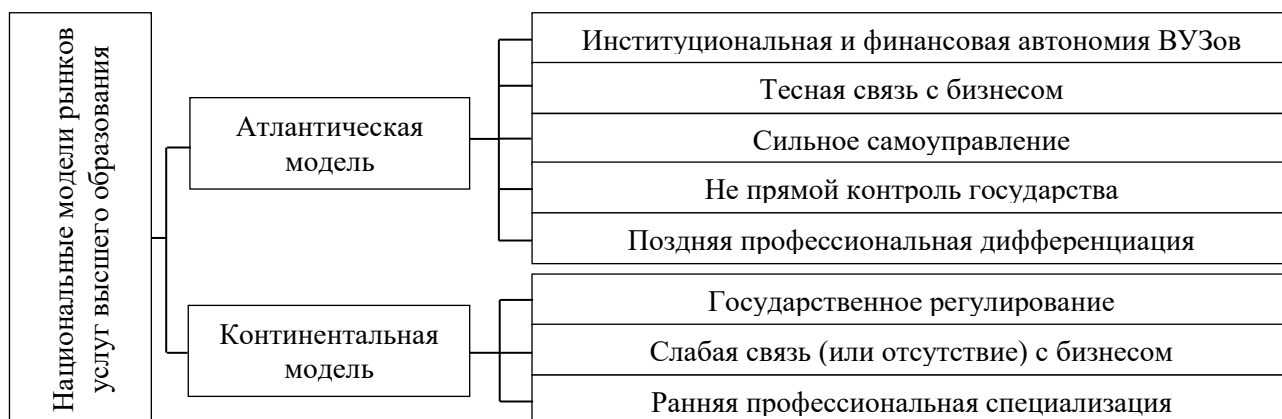 Национальные модели рынков
услуг высшего образования
Атлантическая
модель
Институциональная и финансовая автономия ВУЗов
Тесная связь с бизнесом
Сильное самоуправление
Не прямой контроль государства
Поздняя профессиональная дифференциация
Континентальная
модель
Государственное регулирование
Слабая связь (или отсутствие) с бизнесом
Ранняя профессиональная специализация